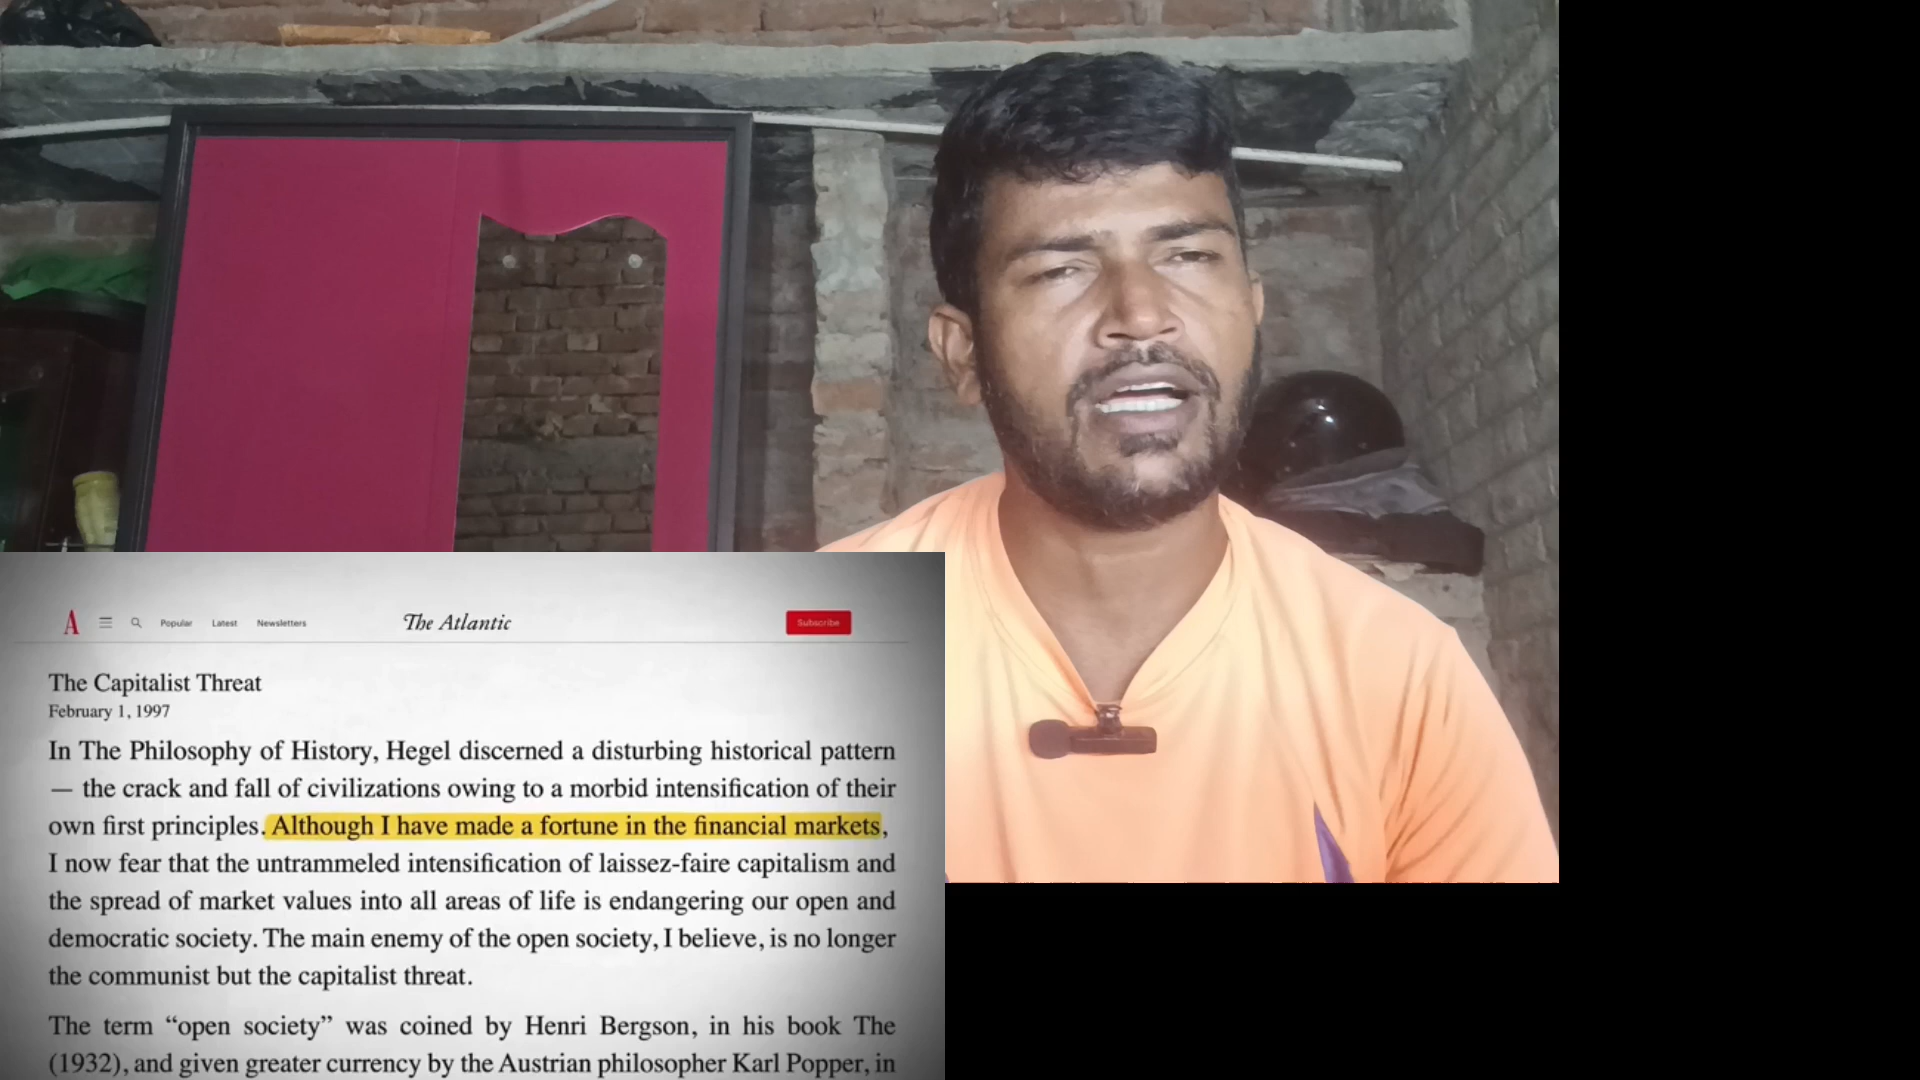 A Popular Latest Newsletters The Atlantic Subscribe
The Capitalist Threat
February 1, 1997
In The Philosophy of History, Hegel discerned a disturbing historical pattern
— the crack and fall of civilizations owing to a morbid intensification of their
own first principles. Although I have made a fortune in the financial markets,
I now fear that the untrammeled intensification of laissez-faire capitalism and
the spread of market values into all areas of life is endangering our open and
democratic society. The main enemy of the open society, I believe, is no longer
the communist but the capitalist threat.
The term “open society” was coined by Henri Bergson, in his book The
(1932), and given greater currency by the Austrian philosopher Karl Popper, in